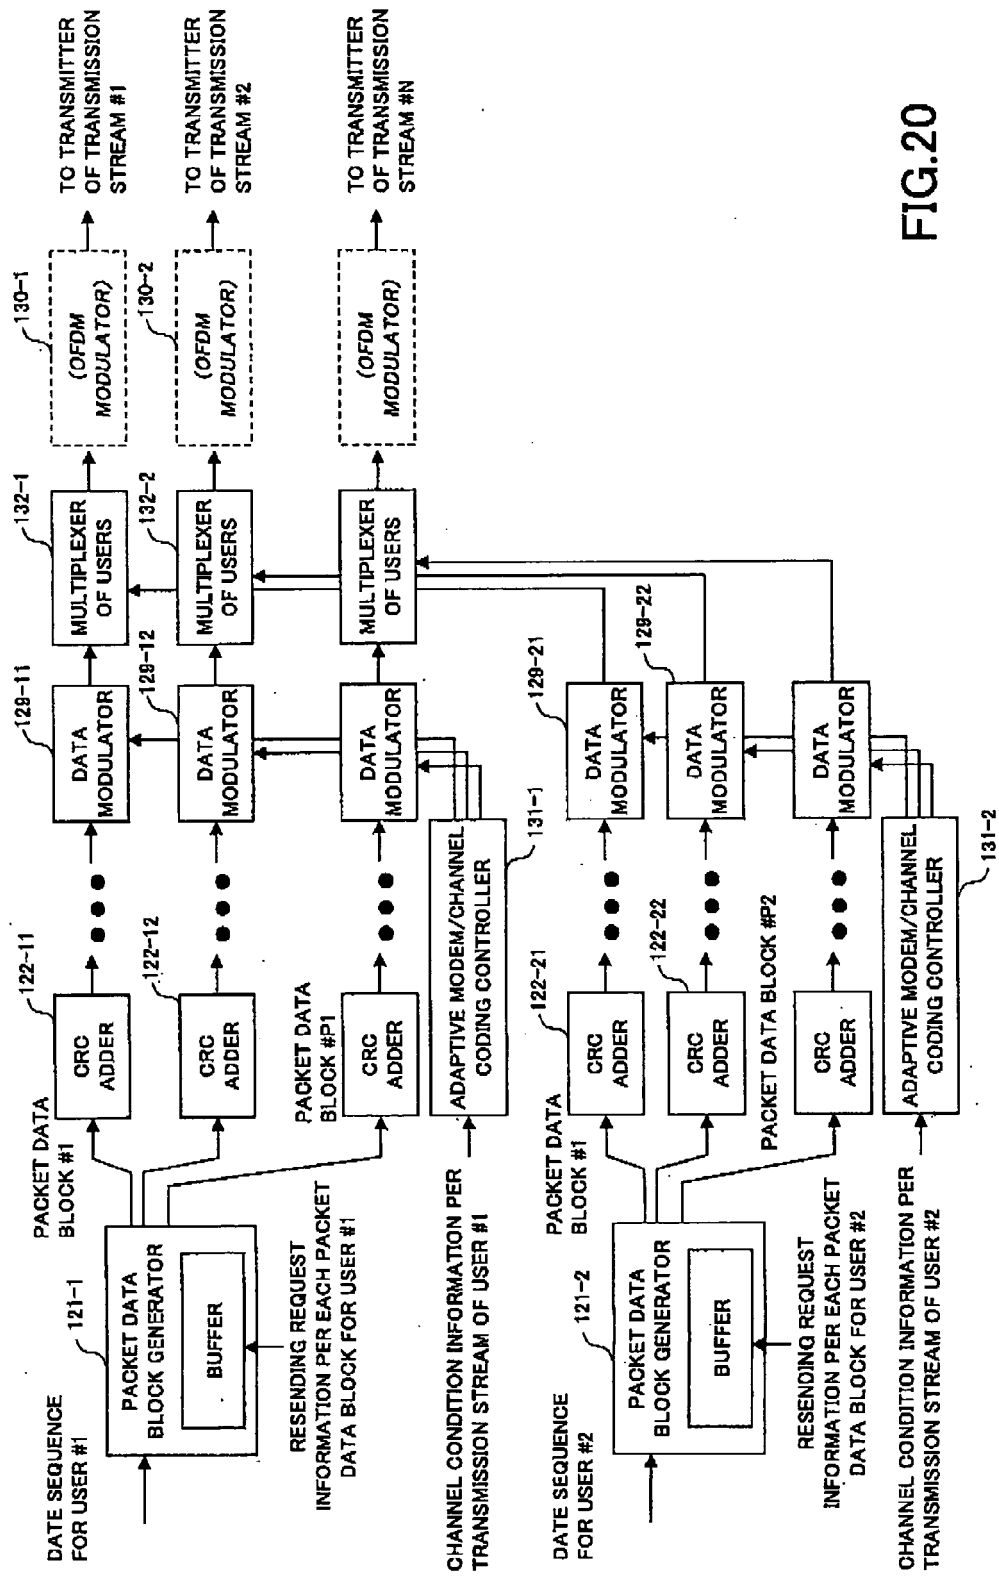 DATE SEQUENCE
FOR USER #1
121-1
PACKET DATA
BLOCK GENERATOR
BUFFER
RESENDING REQUEST
INFORMATION PER EACH PACKET
DATA BLOCK FOR USER #1
PACKET DATA
BLOCK #1
122-11
CRC
ADDER
122-12
CRC
ADDER
PACKET DATA
BLOCK #P1
CRC
ADDER
CHANNEL CONDITION INFORMATION PER
TRANSMISSION STREAM OF USER #1
ADAPTIVE MODEM/CHANNEL
CODING CONTROLLER
131-1
129-11
DATA
MODULATOR
129-12
DATA
MODULATOR
DATA
MODULATOR
132-1
MULTIPLEXER
OF USERS
132-2
MULTIPLEXER
OF USERS
MULTIPLEXER
OF USERS
130-1
(OFDM
MODULATOR)
130-2
(OFDM
MODULATOR)
(OFDM
MODULATOR)
TO TRANSMITTER
OF TRANSMISSION
STREAM #1
TO TRANSMITTER
OF TRANSMISSION
STREAM #2
TO TRANSMITTER
OF TRANSMISSION
STREAM #N
DATE SEQUENCE
FOR USER #2
121-2
PACKET DATA
BLOCK GENERATOR
BUFFER
RESENDING REQUEST
INFORMATION PER EACH PACKET
DATA BLOCK FOR USER #2
PACKET DATA
BLOCK #1
122-21
CRC
ADDER
122-22
CRC
ADDER
PACKET DATA BLOCK #P2
CRC
ADDER
CHANNEL CONDITION INFORMATION PER
TRANSMISSION STREAM OF USER #2
ADAPTIVE MODEM/CHANNEL
CODING CONTROLLER
131-2
129-21
DATA
MODULATOR
129-22
DATA
MODULATOR
DATA
MODULATOR
FIG.20